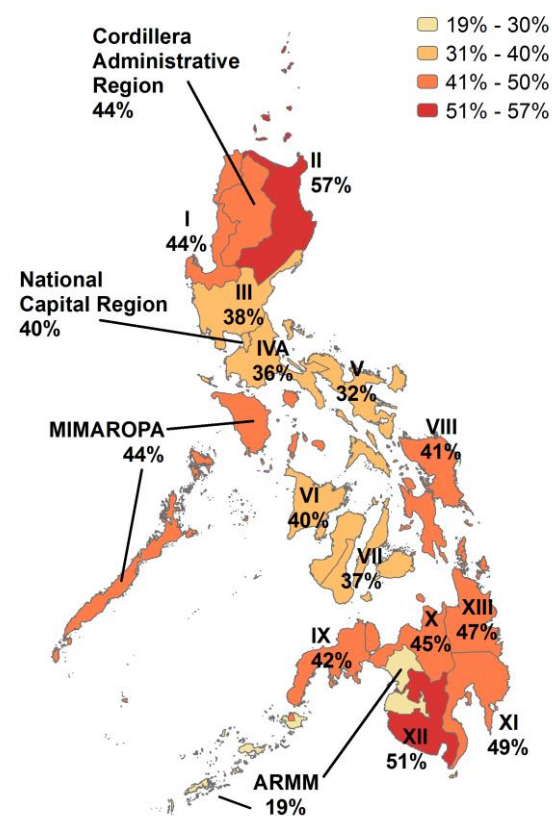 19% - 30%
31% - 40%
41% - 50%
51% - 57%
Cordillera
Administrative
Region
44%
II
57%
I
44%
National
Capital Region
40%
III
38%
IVA
36%
V
32%
MIMAROPA
44%
VIII
41%
VI
40%
VII
37%
IX
42%
X
45%
XIII
47%
XI
49%
XII
51%
ARMM
19%